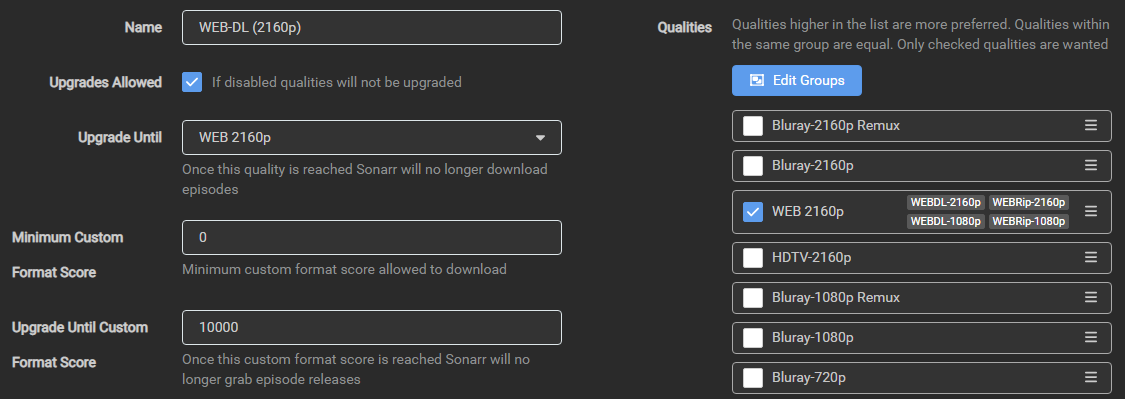 Name
WEB-DL (2160p)
Upgrades Allowed
If disabled qualities will not be upgraded
Upgrade Until
WEB 2160p
Once this quality is reached Sonarr will no longer download
episodes
Minimum Custom
Format Score
0
Minimum custom format score allowed to download
Upgrade Until Custom
Format Score
10000
Once this custom format score is reached Sonarr will no
longer grab episode releases
Qualities
Qualities higher in the list are more preferred. Qualities within
the same group are equal. Only checked qualities are wanted
Edit Groups
Bluray-2160p Remux
Bluray-2160p
WEB 2160p
WEBDL-2160p WEBRip-2160p
WEBDL-1080p WEBRip-1080p
HDTV-2160p
Bluray-1080p Remux
Bluray-1080p
Bluray-720p